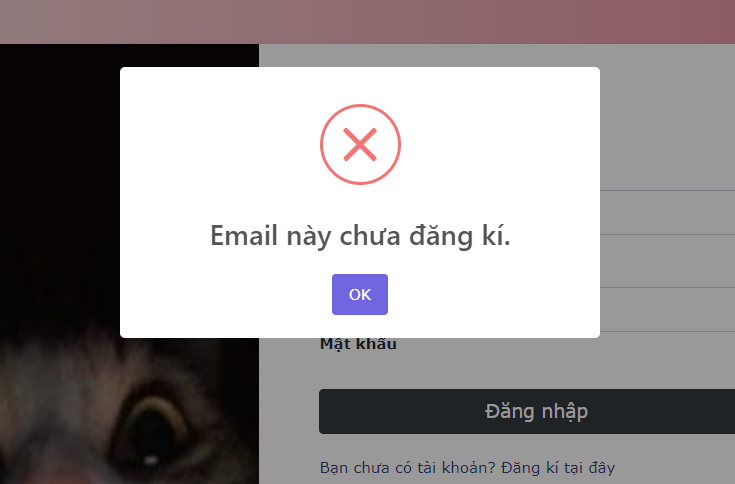 Email này chưa đăng kí.
OK
Mật khẩu
Đăng nhập
Bạn chưa có tài khoản? Đăng kí tại đây